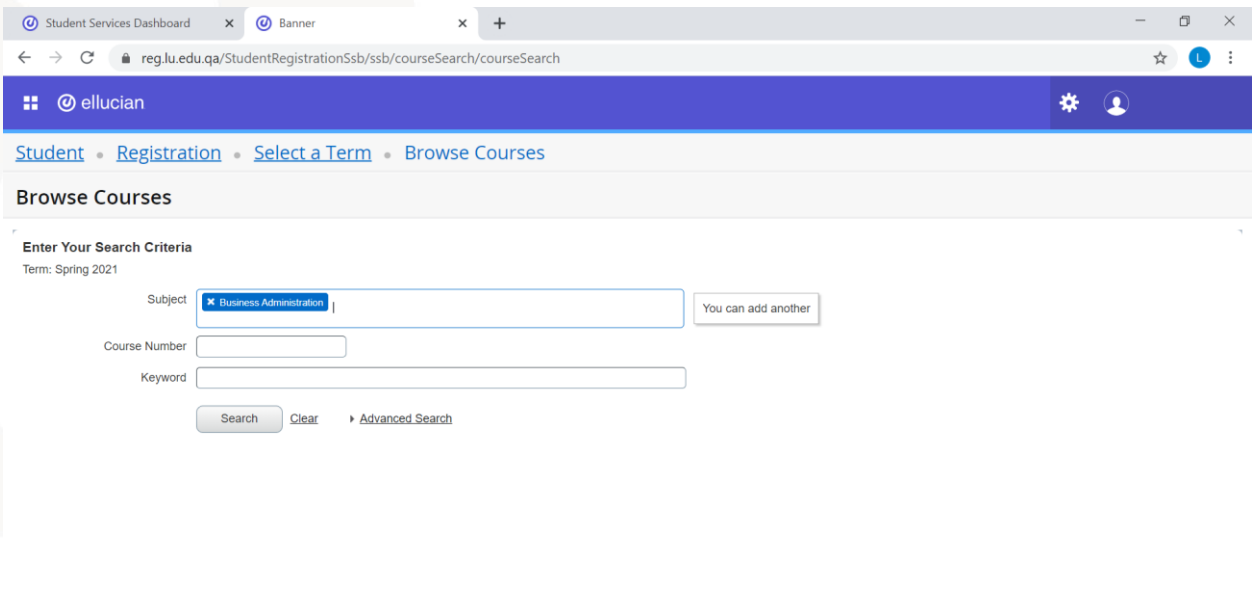 Student Services Dashboard
Banner
reg.lu.edu.qa/StudentRegistrationSsb/ssb/courseSearch/courseSearch
L
ellucian
Student • Registration • Select a Term • Browse Courses
Browse Courses
Enter Your Search Criteria
Term: Spring 2021
Subject Business Administration You can add another
Course Number
Keyword
Search Clear Advanced Search